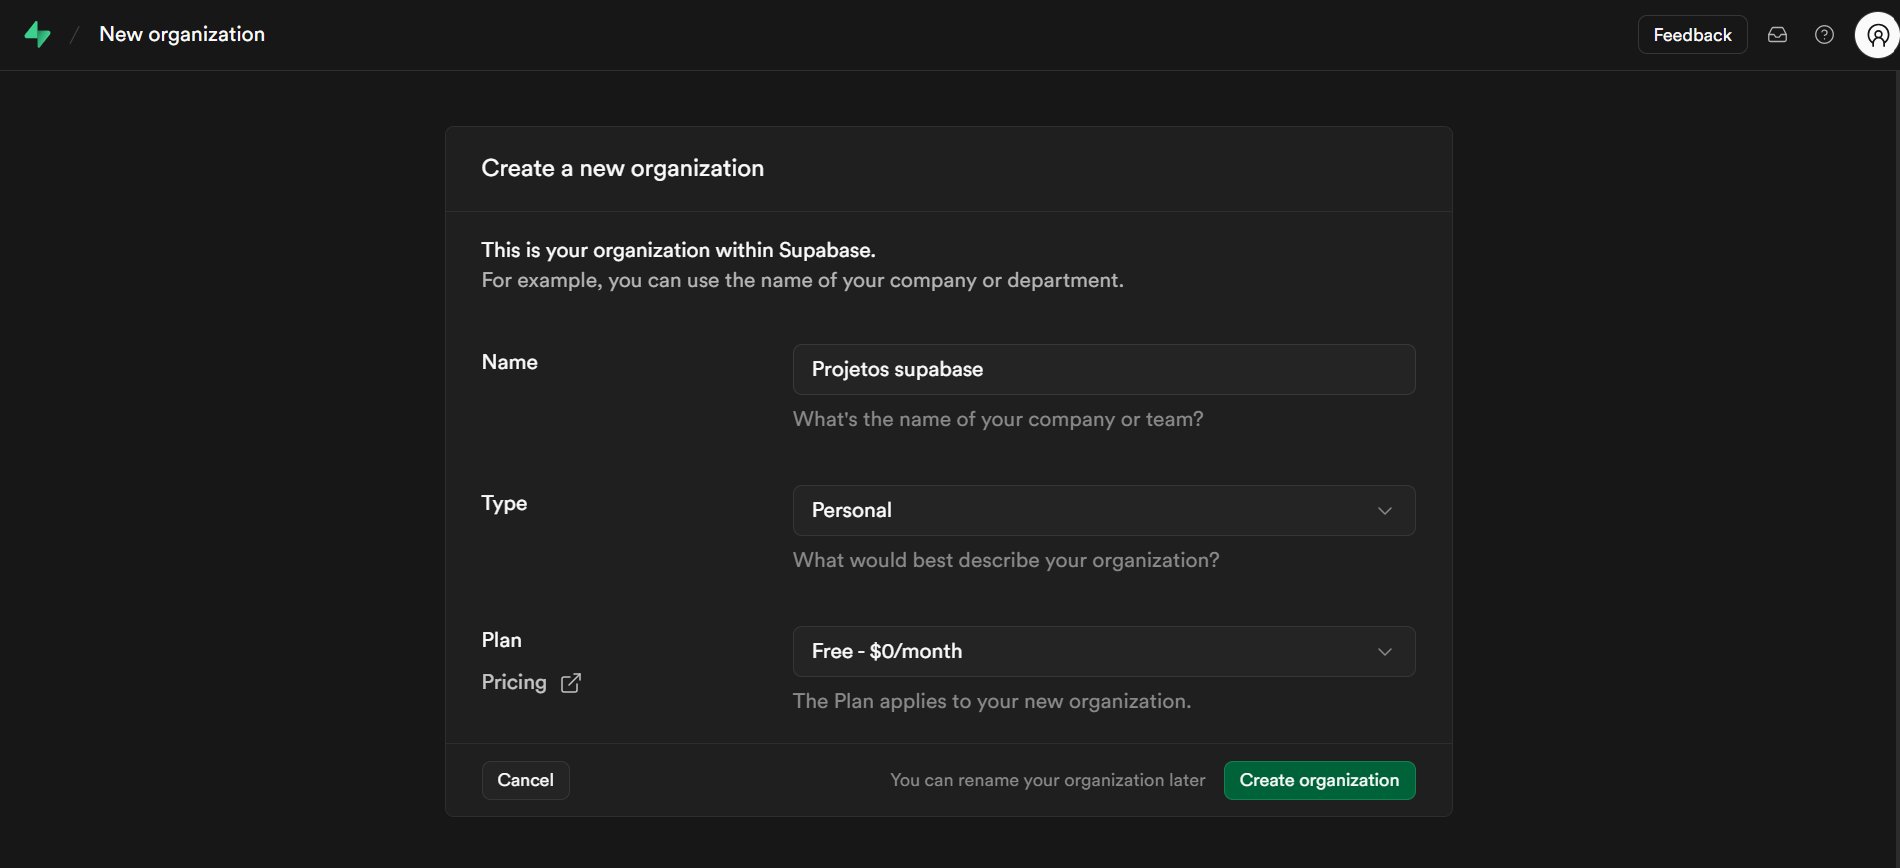 New organization
Feedback
Create a new organization
This is your organization within Supabase.
For example, you can use the name of your company or department.
Name
Projetos supabase
What's the name of your company or team?
Type
Personal
What would best describe your organization?
Plan
Pricing
Free - $0/month
The Plan applies to your new organization.
Cancel
You can rename your organization later
Create organization